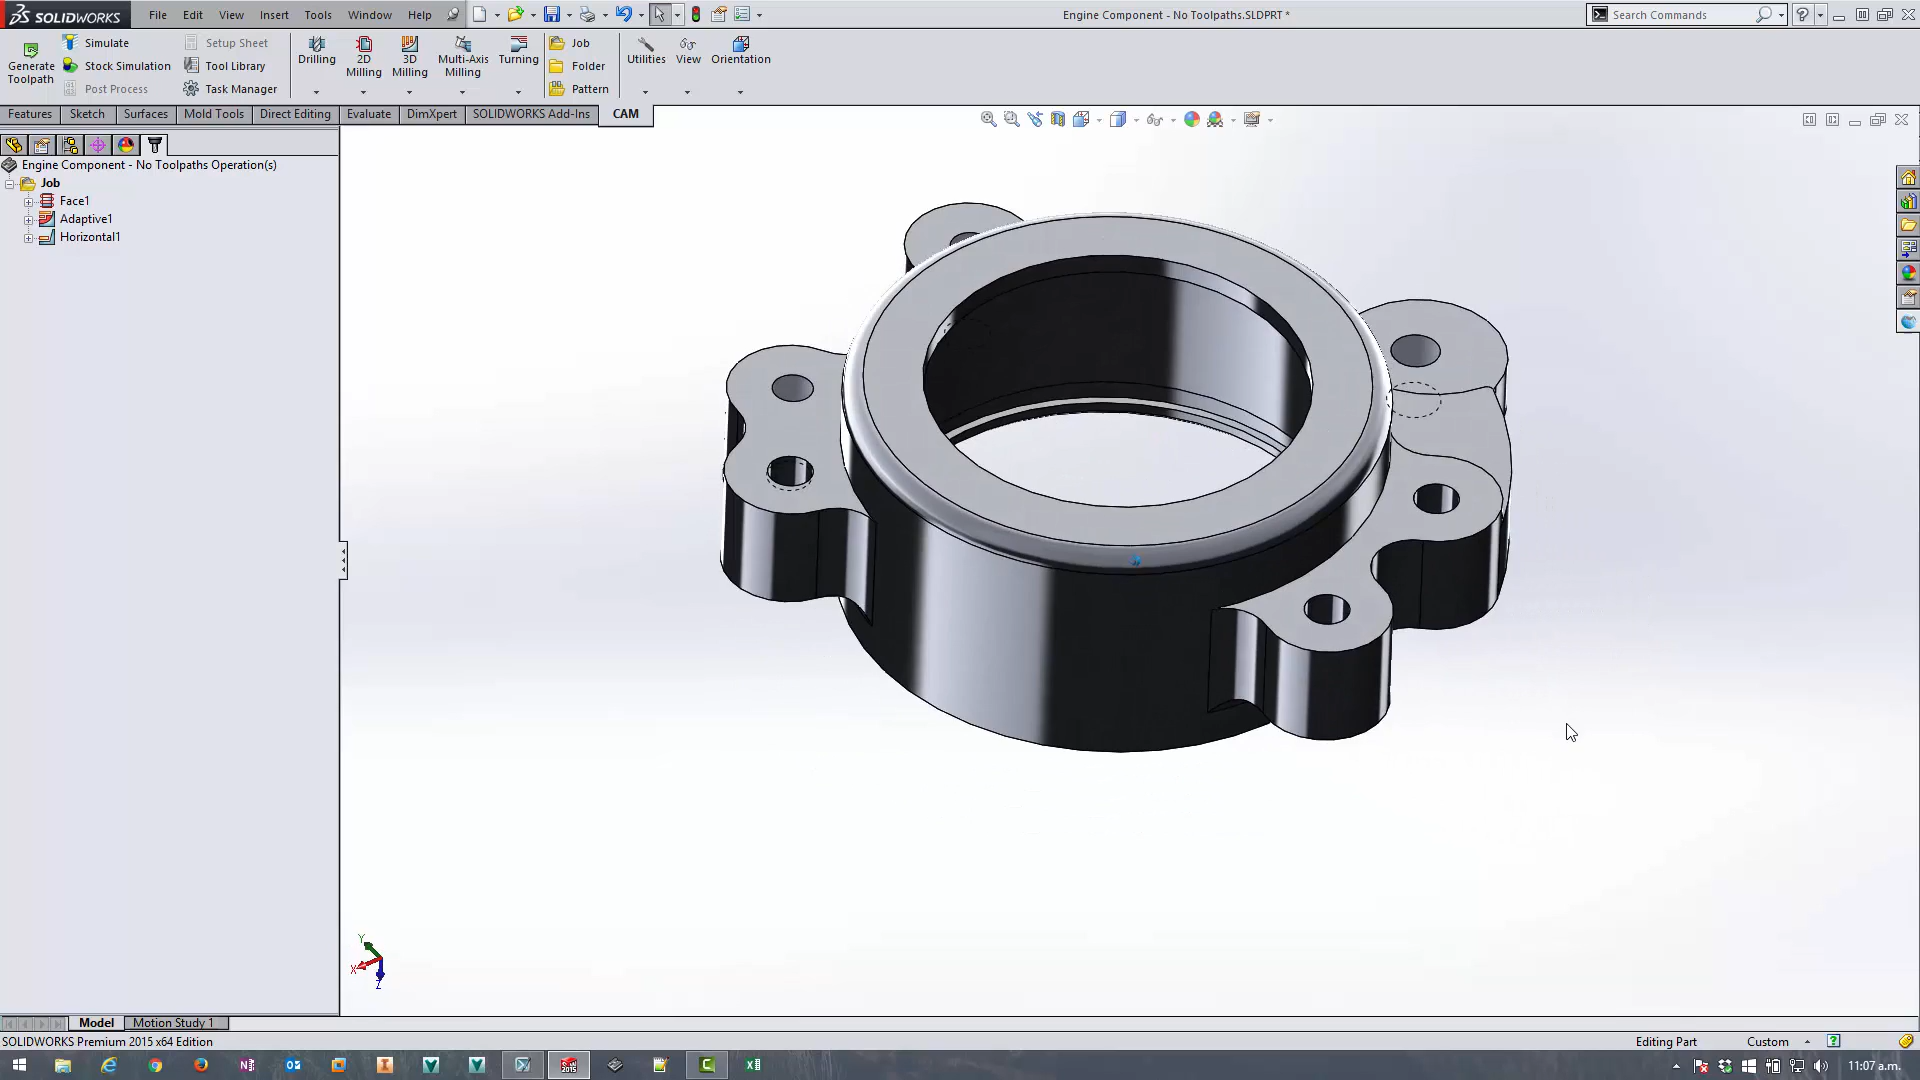 SOLIDWORKS File Edit View Insert Tools Window Help Engine Component - No Toolpaths.SLDPRT * Search Commands
Generate Toolpath
Simulate
Stock Simulation
Post Process
Setup Sheet
Tool Library
Task Manager
Drilling
2D Milling
3D Milling
Multi-Axis Milling
Turning
Job
Folder
Pattern
Utilities
View
Orientation
Features Sketch Surfaces Mold Tools Direct Editing Evaluate DimXpert SOLIDWORKS Add-Ins CAM
Engine Component - No Toolpaths Operation(s)
Job
Face1
Adaptive1
Horizontal1
Y
X
Z
Model Motion Study 1
SOLIDWORKS Premium 2015 x64 Edition Editing Part Custom
11:07 a.m.